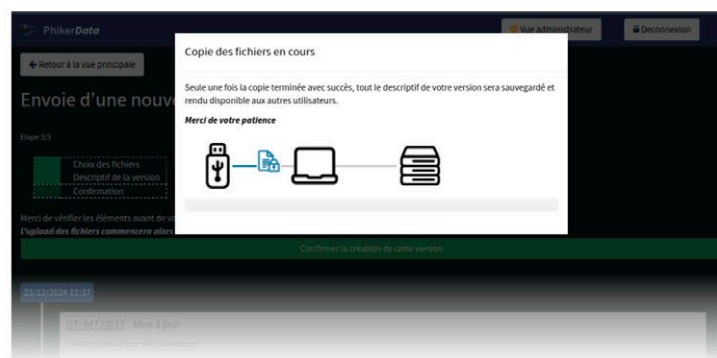 PhikerData
Vue administrateur
Deconnexion
Retour à la vue principale
Envoie d'une nouv
Etape 3/3
Choix des fichiers
Descriptif de la version
Confirmation
Merci de vérifier les éléments avant de va
L'upload des fichiers commencera alors
Copie des fichiers en cours
Seule une fois la copie terminée avec succès, tout le descriptif de votre version sera sauvegardé et
rendu disponible aux autres utilisateurs.
Merci de votre patience
Confirmer la création de cette version
23/12/2024 12:37
Mise à jour